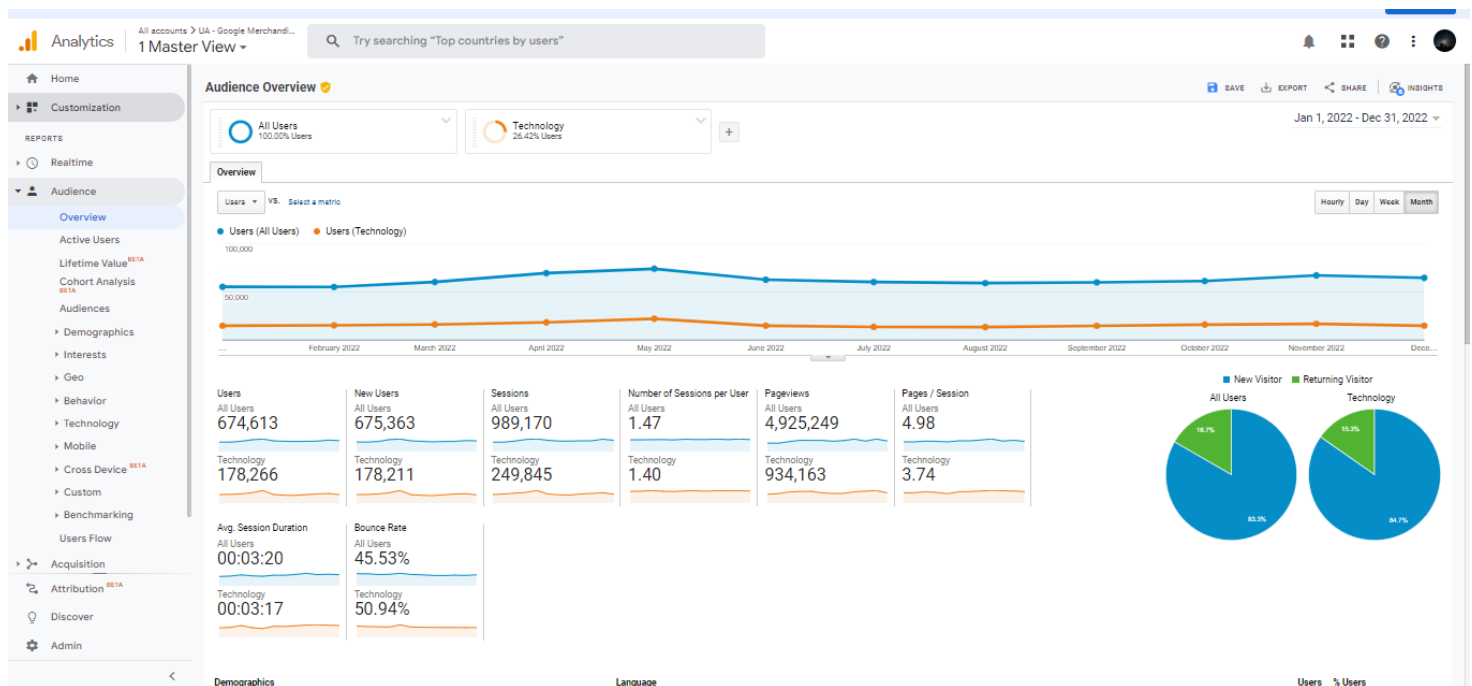 Analytics
All accounts > UA - Google Merchandi...
1 Master View
Try searching "Top countries by users"
Home
Customization
REPORTS
Realtime
Audience
Overview
Active Users
Lifetime Value BETA
Cohort Analysis
BETA
Audiences
Demographics
Interests
Geo
Behavior
Technology
Mobile
Cross Device BETA
Custom
Benchmarking
Users Flow
Acquisition
Attribution BETA
Discover
Admin
Audience Overview
SAVE EXPORT SHARE INSIGHTS
All Users
100.00% Users
Technology
26.42% Users
+
Jan 1, 2022 - Dec 31, 2022
Overview
Users VS. Select a metric
Hourly Day Week Month
Users (All Users) Users (Technology)
100,000
50,000
... February 2022 March 2022 April 2022 May 2022 June 2022 July 2022 August 2022 September 2022 October 2022 November 2022 Dece...
Users
All Users
674,613
Technology
178,266
New Users
All Users
675,363
Technology
178,211
Sessions
All Users
989,170
Technology
249,845
Number of Sessions per User
All Users
1.47
Technology
1.40
Pageviews
All Users
4,925,249
Technology
934,163
Pages / Session
All Users
4.98
Technology
3.74
Avg. Session Duration
All Users
00:03:20
Technology
00:03:17
Bounce Rate
All Users
45.53%
Technology
50.94%
New Visitor Returning Visitor
All Users
16.7%
83.3%
Technology
15.3%
84.7%
Demographics
Language
Users % Users